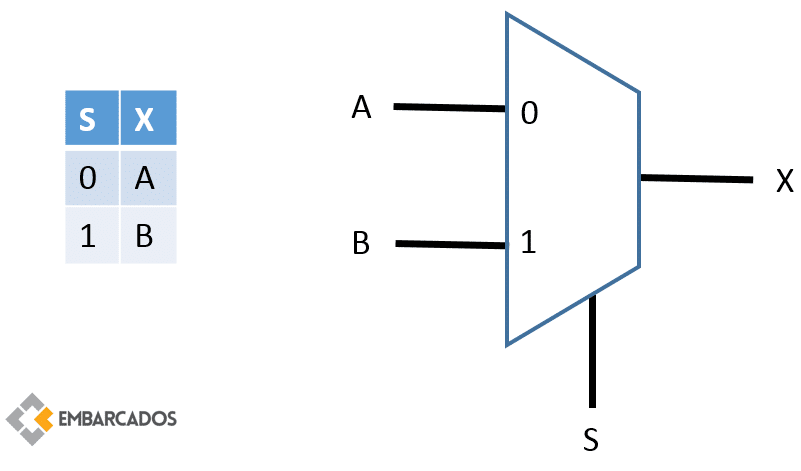 S X
0 A
1 B
A 0
B 1
X
S
EMBARCADOS